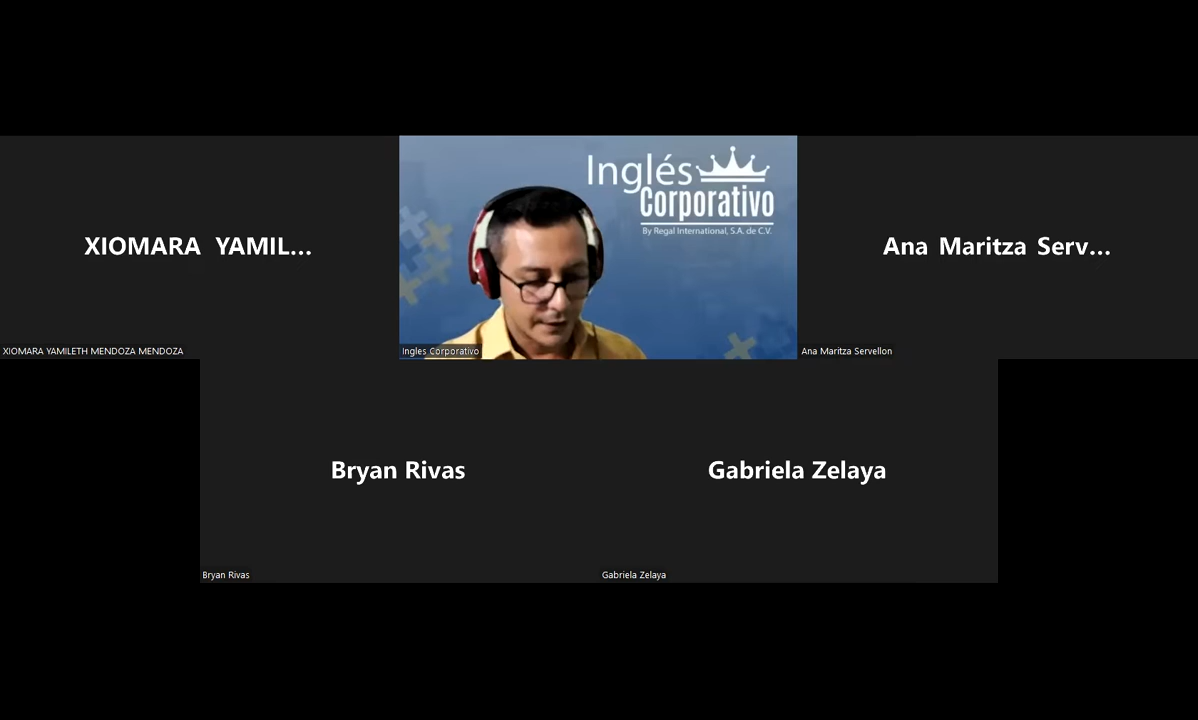 XIOMARA YAMIL...
XIOMARA YAMILETH MENDOZA MENDOZA
Inglés
Corporativo
By Regal International, S.A. de C.V.
Ingles Corporativo
Ana Maritza Serv...
Ana Maritza Servellon
Bryan Rivas
Bryan Rivas
Gabriela Zelaya
Gabriela Zelaya